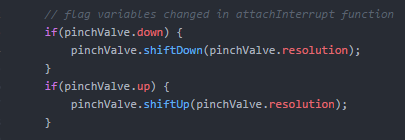 // flag variables changed in attachInterrupt function
if(pinchValve.down) {
pinchValve.shiftDown(pinchValve.resolution);
}
if(pinchValve.up) {
pinchValve.shiftUp(pinchValve.resolution);
}